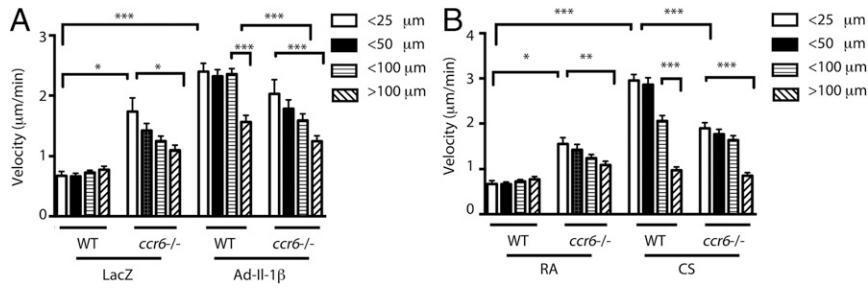 A
Velocity (μm/min)
3
2
1
0
***
***
*
*
***
***
<25 μm
<50 μm
<100 μm
>100 μm
WT
ccr6-/-
WT
ccr6-/-
LacZ
Ad-Il-1β
B
Velocity (μm/min)
4
3
2
1
0
***
***
*
**
***
***
<25 μm
<50 μm
<100 μm
>100 μm
WT
ccr6-/-
WT
ccr6-/-
RA
CS